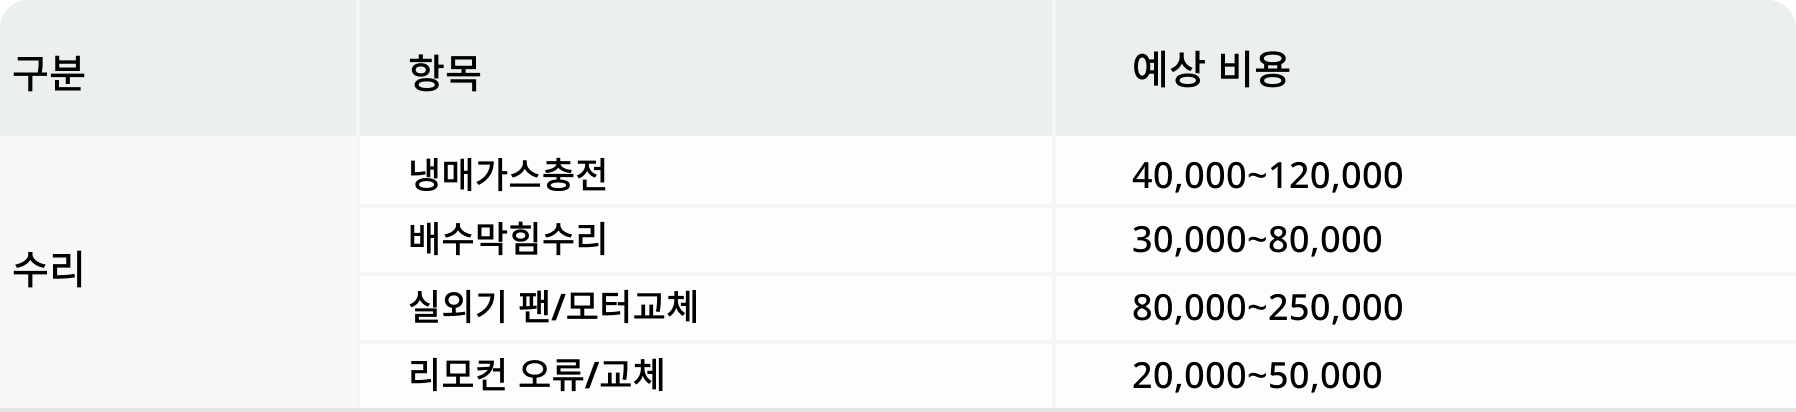 구분 항목 예상 비용
냉매가스충전 40,000~120,000
배수막힘수리 30,000~80,000
수리
실외기 팬/모터교체 80,000~250,000
리모컨 오류/교체 20,000~50,000